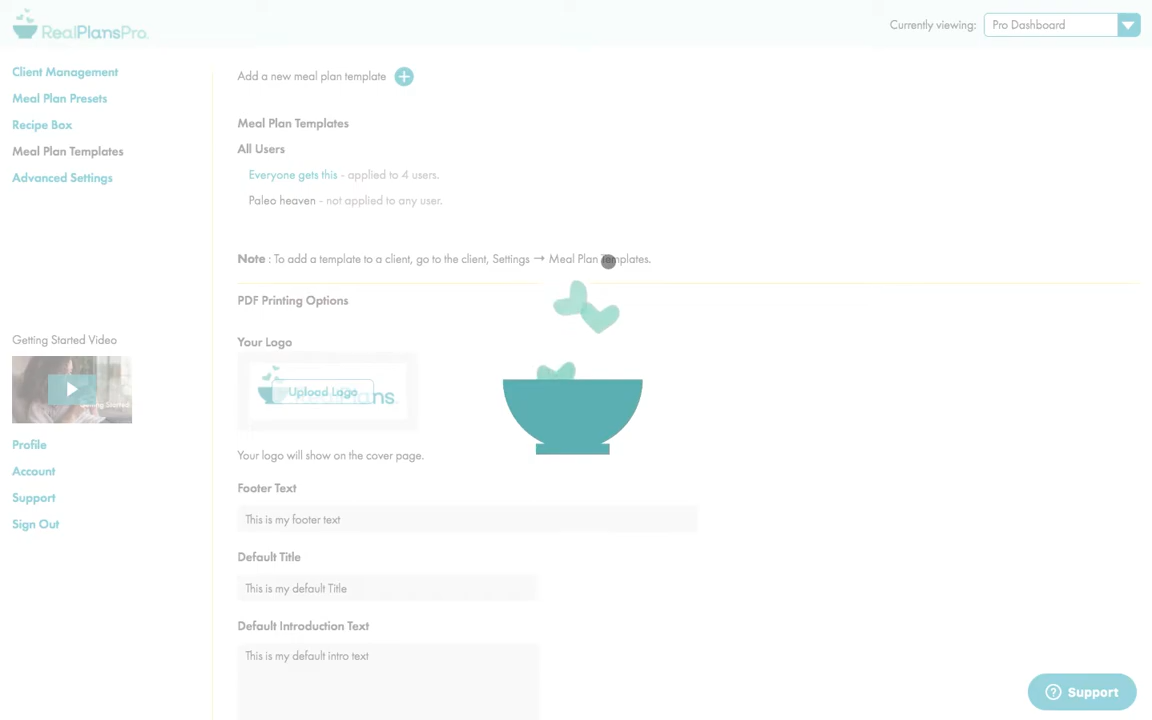 RealPlansPro.
Currently viewing: Pro Dashboard
Client Management
Meal Plan Presets
Recipe Box
Meal Plan Templates
Advanced Settings
Getting Started Video
Profile
Account
Support
Sign Out
Add a new meal plan template
Meal Plan Templates
All Users
Everyone gets this - applied to 4 users.
Paleo heaven - not applied to any user.
Note : To add a template to a client, go to the client, Settings → Meal Plan Templates.
PDF Printing Options
Your Logo
Upload Logo
RealPlans.
Your logo will show on the cover page.
Footer Text
This is my footer text
Default Title
This is my default Title
Default Introduction Text
This is my default intro text
Support